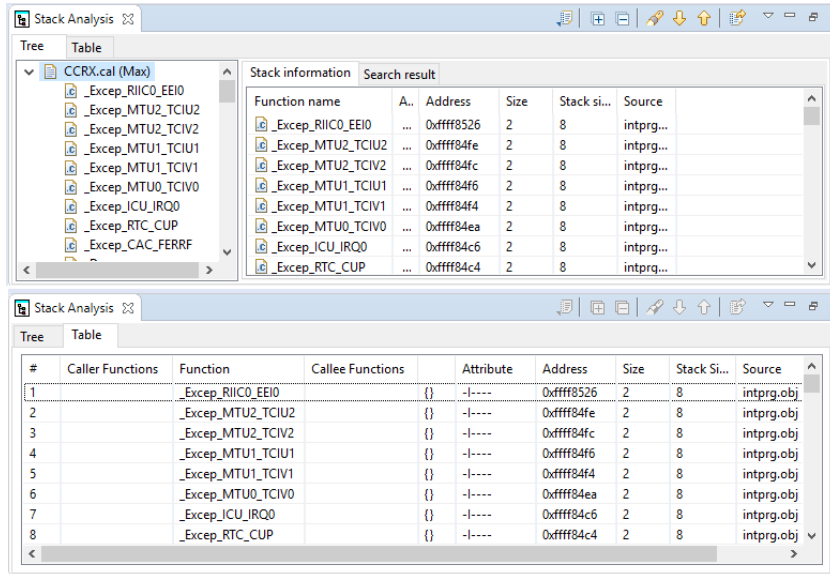 Stack Analysis
Tree Table
CCRX.cal (Max)
_Excep_RIIC0_EEI0
_Excep_MTU2_TCIU2
_Excep_MTU2_TCIV2
_Excep_MTU1_TCIU1
_Excep_MTU1_TCIV1
_Excep_MTU0_TCIV0
_Excep_ICU_IRQ0
_Excep_RTC_CUP
_Excep_CAC_FERRF
Stack information Search result
Function name A.. Address Size Stack si... Source
_Excep_RIIC0_EEI0 ... 0xffff8526 2 8 intprg...
_Excep_MTU2_TCIU2 ... 0xffff84fe 2 8 intprg...
_Excep_MTU2_TCIV2 ... 0xffff84fc 2 8 intprg...
_Excep_MTU1_TCIU1 ... 0xffff84f6 2 8 intprg...
_Excep_MTU1_TCIV1 ... 0xffff84f4 2 8 intprg...
_Excep_MTU0_TCIV0 ... 0xffff84ea 2 8 intprg...
_Excep_ICU_IRQ0 ... 0xffff84c6 2 8 intprg...
_Excep_RTC_CUP ... 0xffff84c4 2 8 intprg...
Stack Analysis
Tree Table
# Caller Functions Function Callee Functions Attribute Address Size Stack Si... Source
1 _Excep_RIIC0_EEI0 {} -I---- 0xffff8526 2 8 intprg.obj
2 _Excep_MTU2_TCIU2 {} -I---- 0xffff84fe 2 8 intprg.obj
3 _Excep_MTU2_TCIV2 {} -I---- 0xffff84fc 2 8 intprg.obj
4 _Excep_MTU1_TCIU1 {} -I---- 0xffff84f6 2 8 intprg.obj
5 _Excep_MTU1_TCIV1 {} -I---- 0xffff84f4 2 8 intprg.obj
6 _Excep_MTU0_TCIV0 {} -I---- 0xffff84ea 2 8 intprg.obj
7 _Excep_ICU_IRQ0 {} -I---- 0xffff84c6 2 8 intprg.obj
8 _Excep_RTC_CUP {} -I---- 0xffff84c4 2 8 intprg.obj